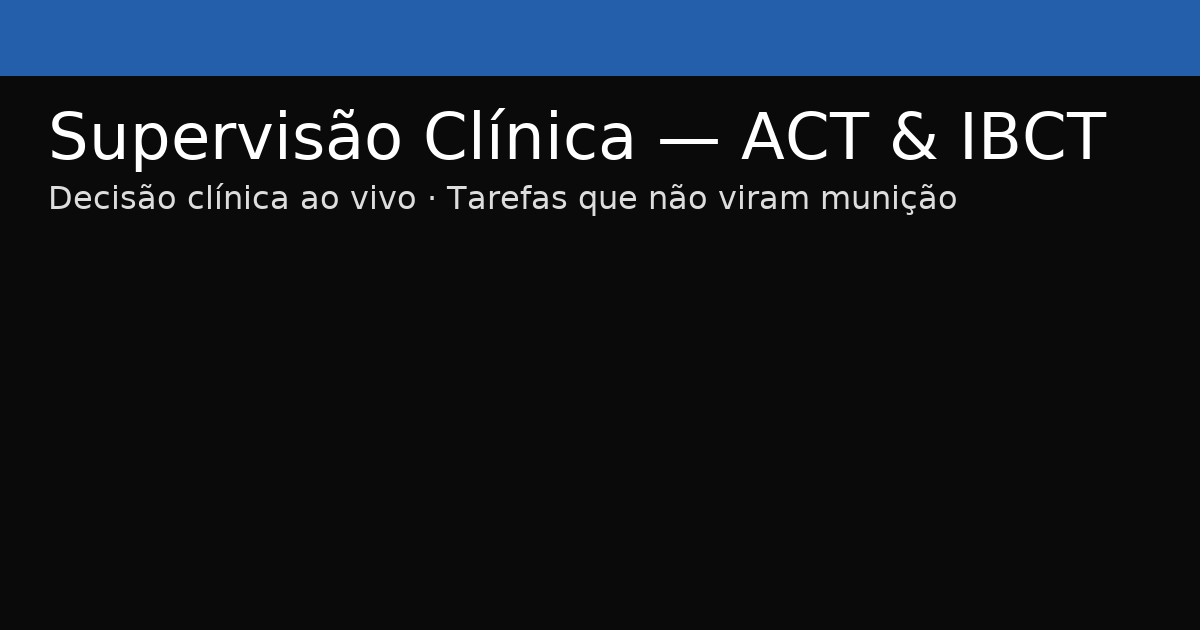 Supervisão Clínica — ACT & IBCT
Decisão clínica ao vivo · Tarefas que não viram munição